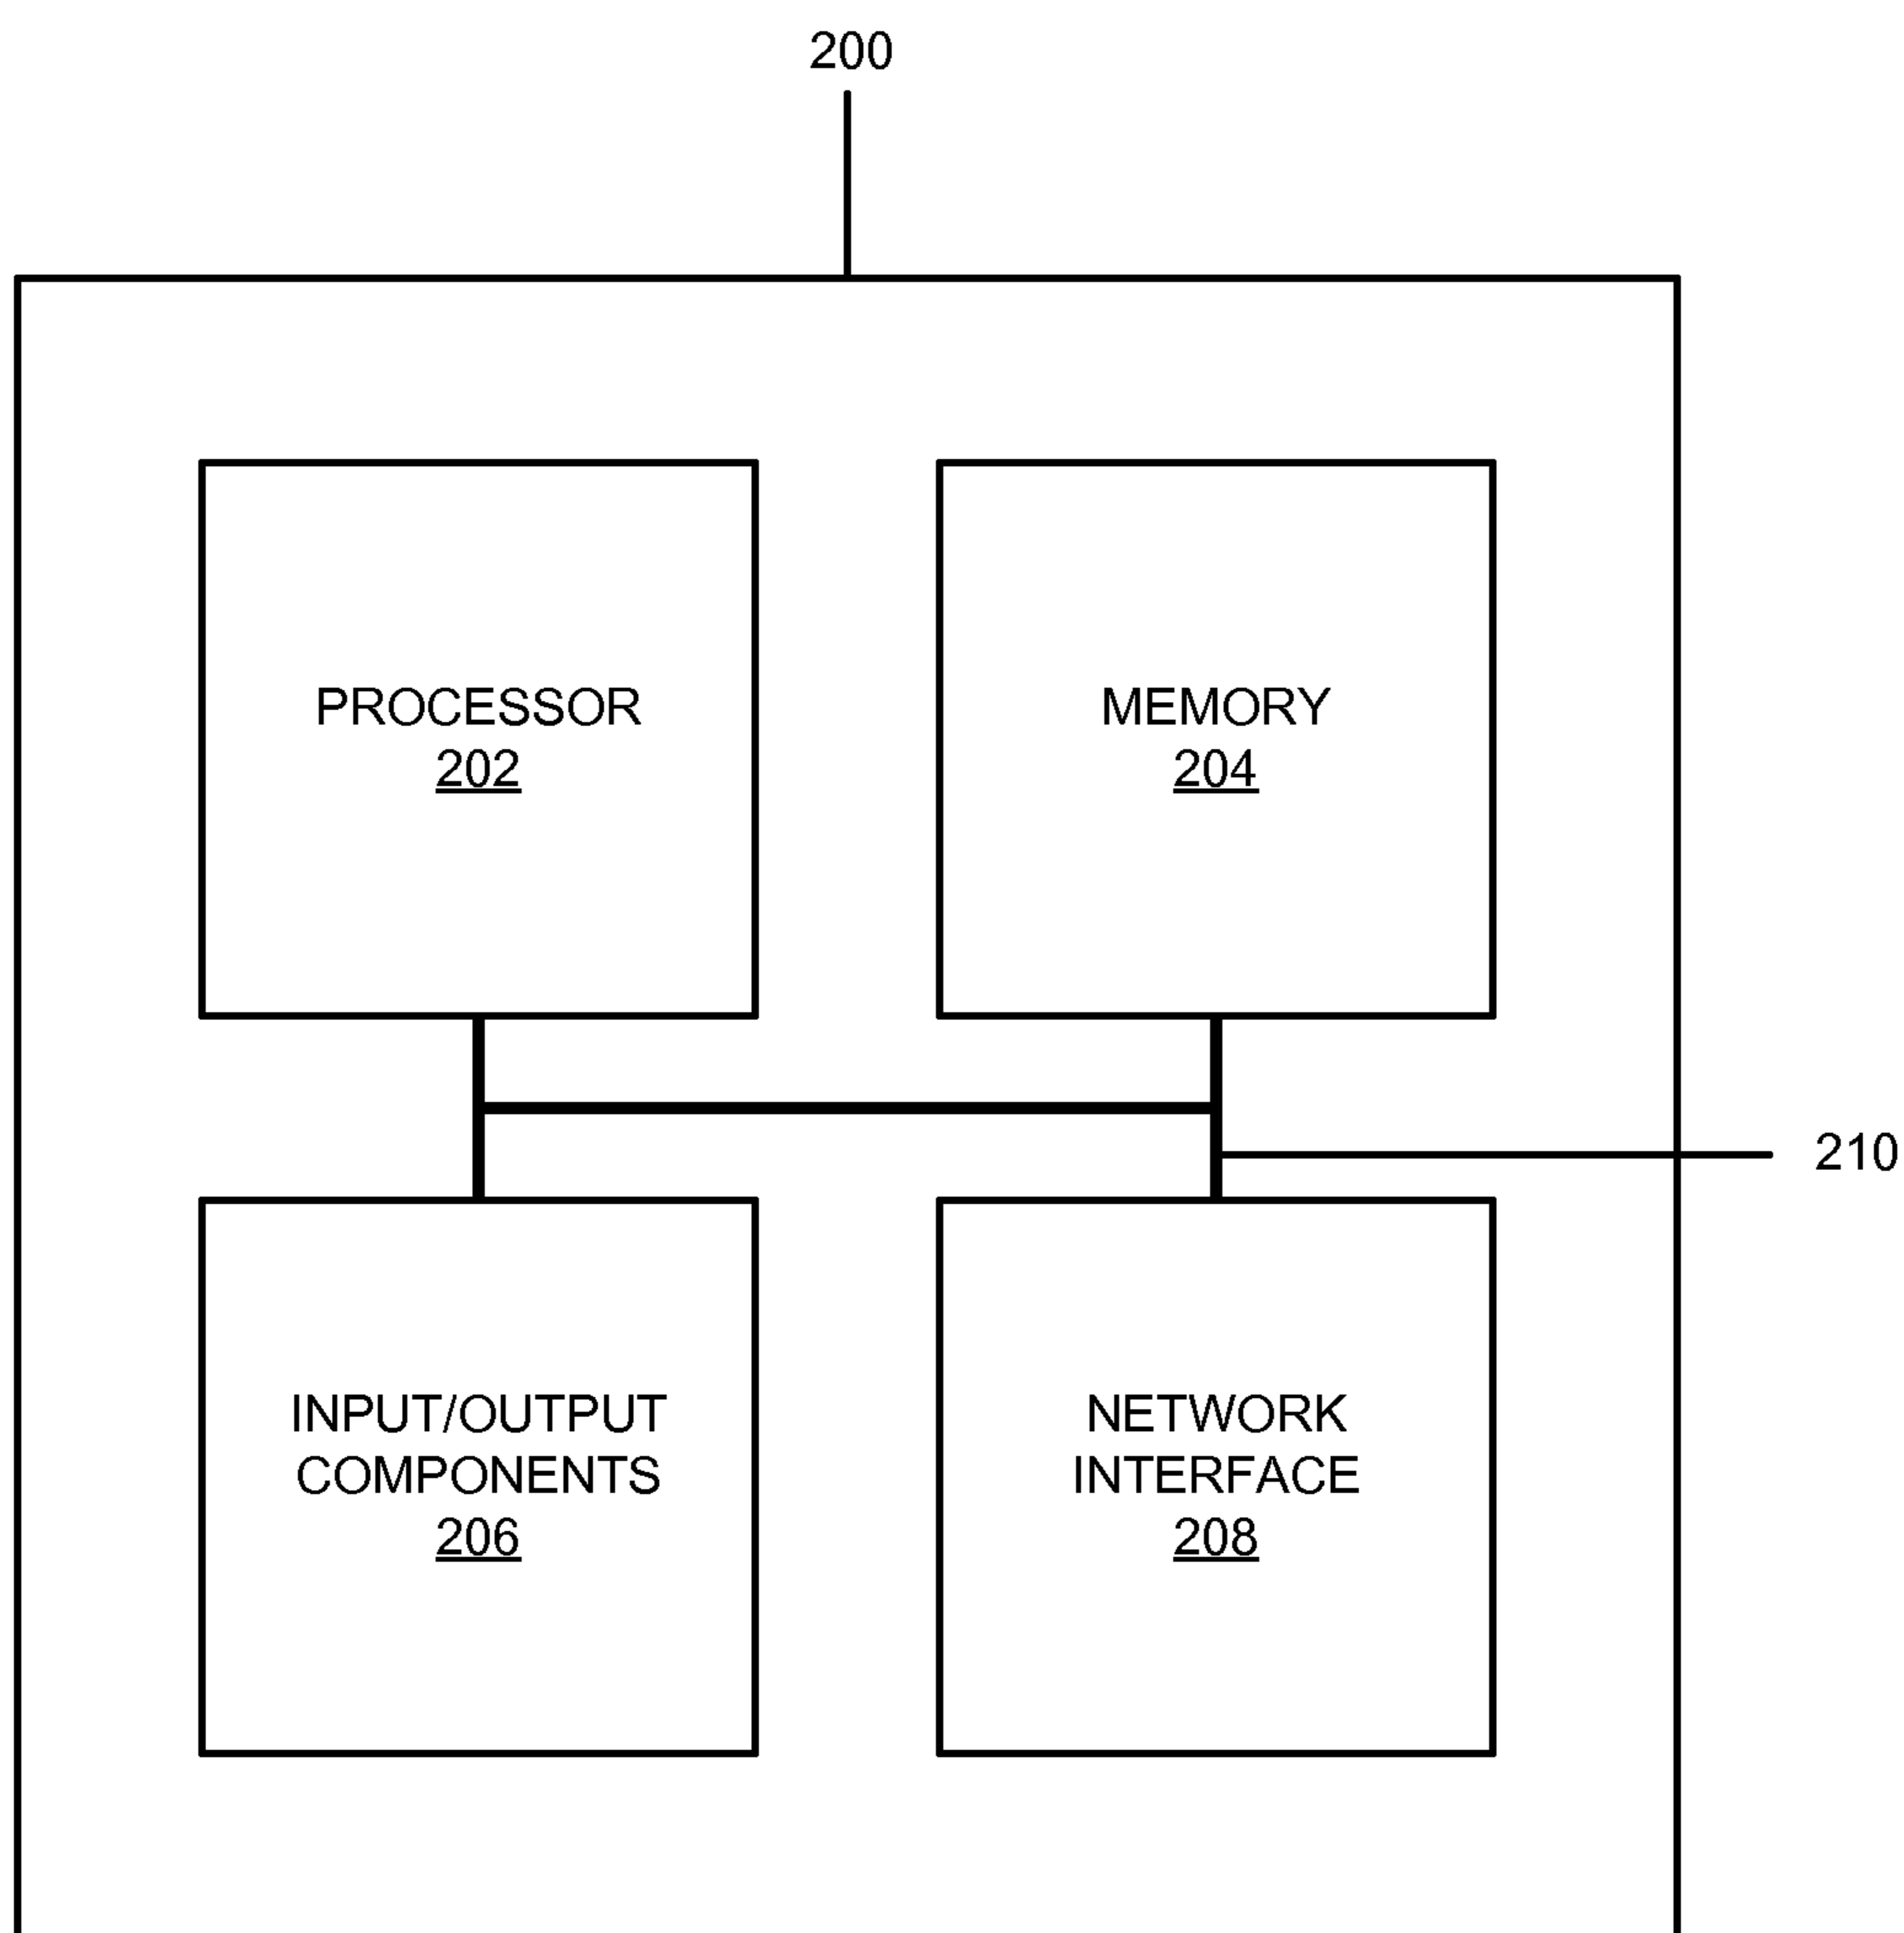 200
PROCESSOR
202
MEMORY
204
210
INPUT/OUTPUT
COMPONENTS
206
NETWORK
INTERFACE
208